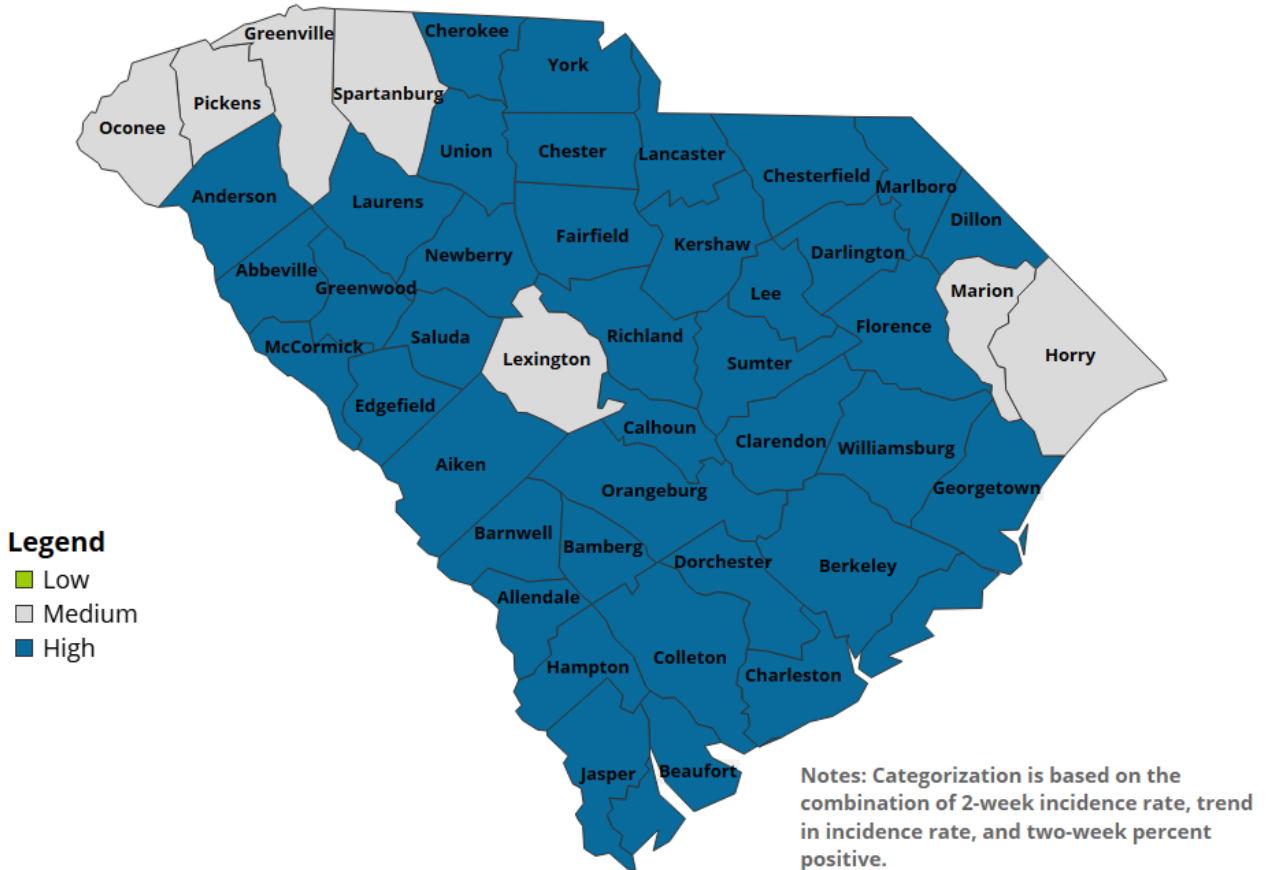 Greenville
Cherokee
York
Spartanburg
Pickens
Oconee
Union
Chester
Lancaster
Chesterfield
Marlboro
Anderson
Laurens
Dillon
Fairfield
Kershaw
Darlington
Newberry
Abbeville
Greenwood
Lee
Marion
Florence
Richland
Saluda
McCormick
Lexington
Horry
Sumter
Edgefield
Calhoun
Clarendon
Williamsburg
Aiken
Orangeburg
Georgetown
Barnwell
Bamberg
Dorchester
Berkeley
Allendale
Hampton
Colleton
Charleston
Jasper
Beaufort
Legend
Low
Medium
High
Notes: Categorization is based on the
combination of 2-week incidence rate, trend
in incidence rate, and two-week percent
positive.